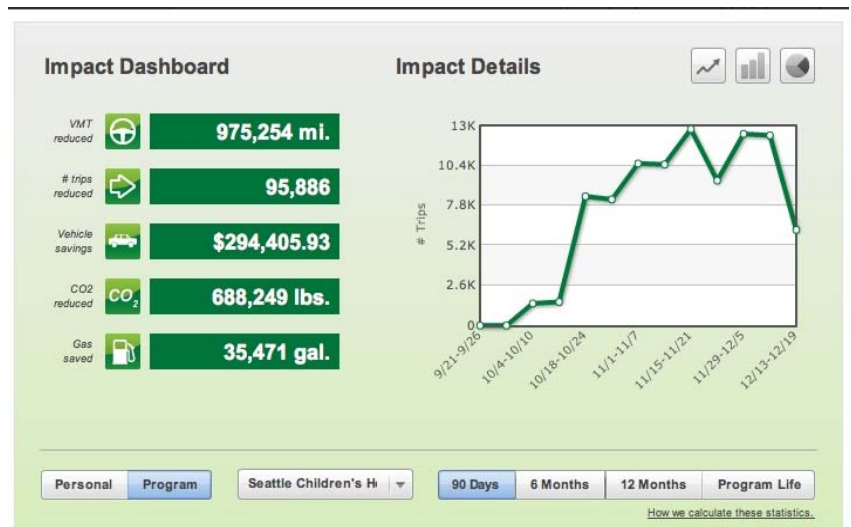 Impact Dashboard
VMT
reduced
975,254 mi.
# trips
reduced
95,886
Vehicle
savings
$294,405.93
CO2
reduced
CO2
688,249 lbs.
Gas
saved
35,471 gal.
Impact Details
13K
10.4K
7.8K
5.2K
2.6K
0
# Trips
9/21-9/26
10/4-10/10
10/18-10/24
11/1-11/7
11/15-11/21
11/29-12/5
12/13-12/19
Personal
Program
Seattle Children's H
90 Days
6 Months
12 Months
Program Life
How we calculate these statistics.